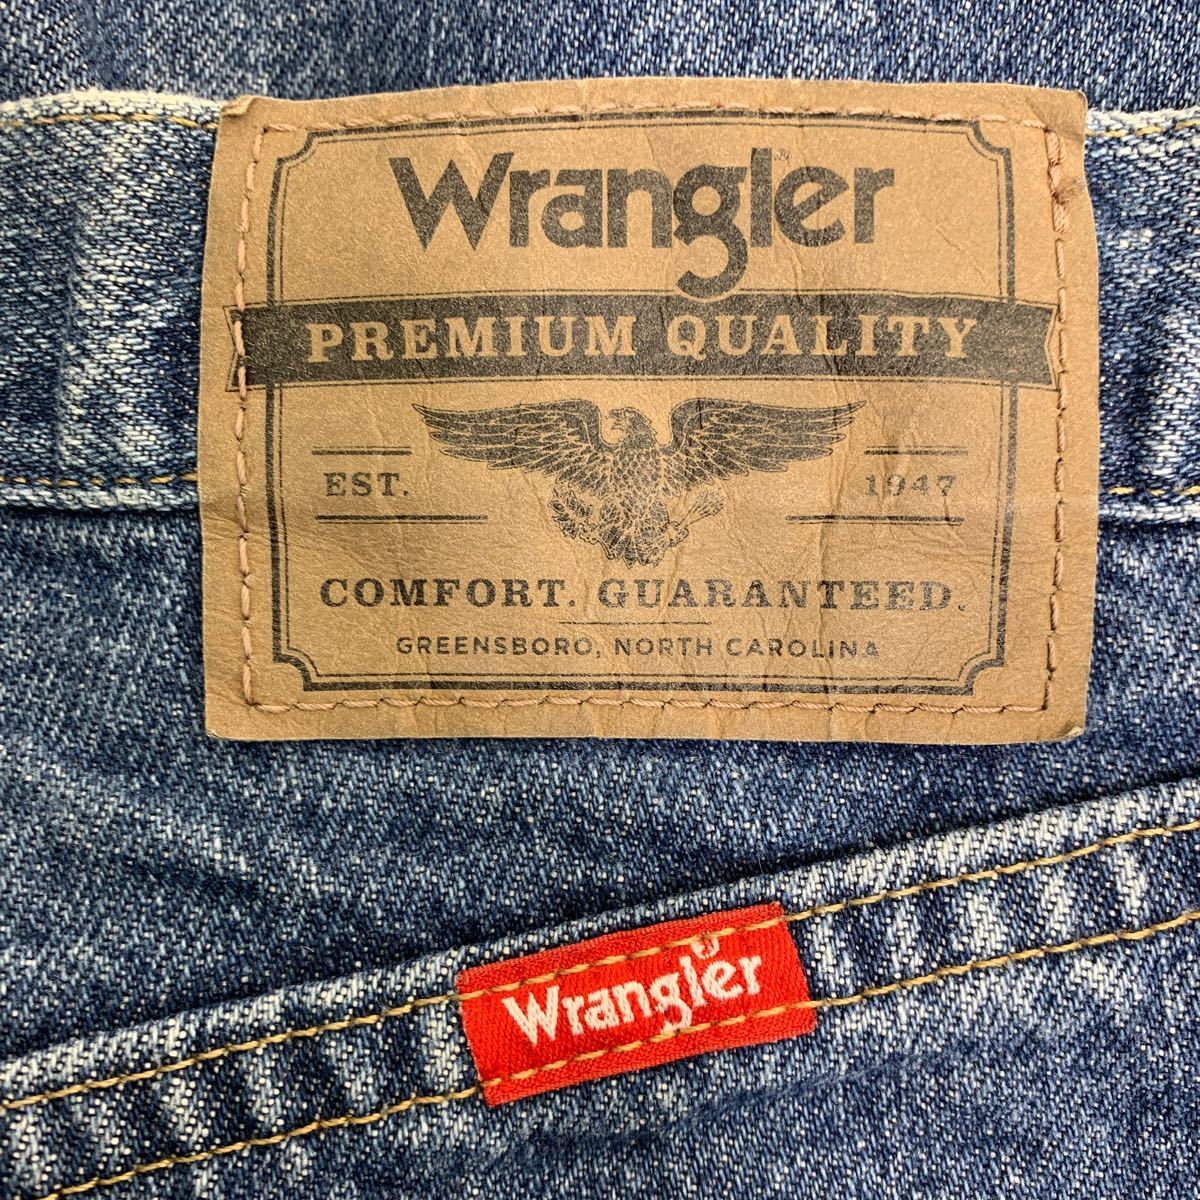 Wrangler®
PREMIUM QUALITY
EST. 1947
COMFORT. GUARANTEED.
GREENSBORO, NORTH CAROLINA
Wrangler®